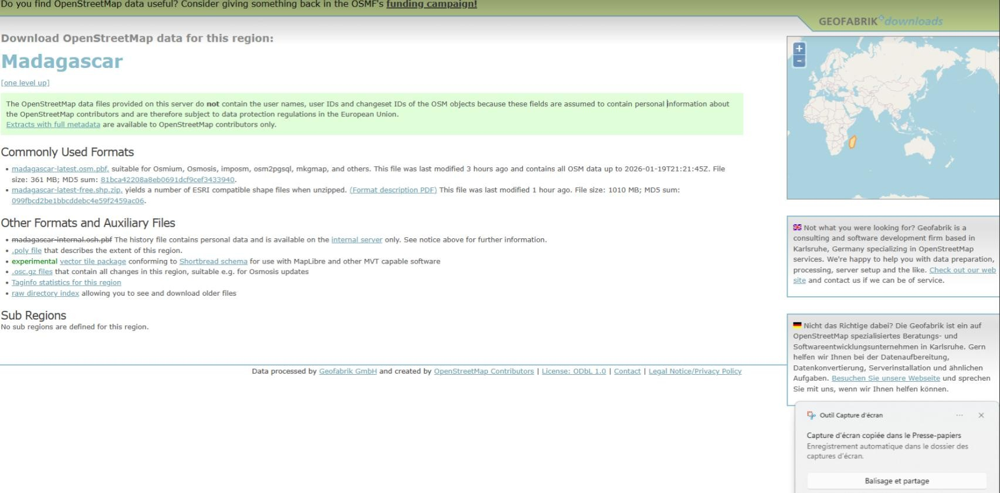 Do you find OpenStreetMap data useful? Consider giving something back in the OSMF's funding campaign!
GEOFABRIK downloads
Download OpenStreetMap data for this region:
Madagascar
[one level up]
The OpenStreetMap data files provided on this server do not contain the user names, user IDs and changeset IDs of the OSM objects because these fields are assumed to contain personal information about
the OpenStreetMap contributors and are therefore subject to data protection regulations in the European Union.
Extracts with full metadata are available to OpenStreetMap contributors only.
Commonly Used Formats
• madagascar-latest.osm.pbf, suitable for Osmium, Osmosis, imposm, osm2pgsql, mkgmap, and others. This file was last modified 3 hours ago and contains all OSM data up to 2026-01-19T21:21:45Z. File
size: 361 MB; MD5 sum: 81bca42208a8eb0691dcf9cef3433940.
• madagascar-latest-free.shp.zip, yields a number of ESRI compatible shape files when unzipped. (Format description PDF) This file was last modified 1 hour ago. File size: 1010 MB; MD5 sum:
099fbcd2be1bbcddebc4e59f2459ac06.
Other Formats and Auxiliary Files
• madagascar-internal.osh.pbf The history file contains personal data and is available on the internal server only. See notice above for further information.
• .poly file that describes the extent of this region.
• experimental vector tile package conforming to Shortbread schema for use with MapLibre and other MVT capable software
• .osc.gz files that contain all changes in this region, suitable e.g. for Osmosis updates
• Taginfo statistics for this region
• raw directory index allowing you to see and download older files
Sub Regions
No sub regions are defined for this region.
Data processed by Geofabrik GmbH and created by OpenStreetMap Contributors | License: ODbL 1.0 | Contact | Legal Notice/Privacy Policy
+
–
Not what you were looking for? Geofabrik is a
consulting and software development firm based in
Karlsruhe, Germany specializing in OpenStreetMap
services. We're happy to help you with data preparation,
processing, server setup and the like. Check out our web
site and contact us if we can be of service.
Nicht das Richtige dabei? Die Geofabrik ist ein auf
OpenStreetMap spezialisiertes Beratungs- und
Softwareentwicklungsunternehmen in Karlsruhe. Gern
helfen wir Ihnen bei der Datenaufbereitung,
Datenkonvertierung, Serverinstallation und ähnlichen
Aufgaben. Besuchen Sie unsere Webseite und sprechen
Sie mit uns, wenn wir Ihnen helfen können.
Outil Capture d'écran
Capture d'écran copiée dans le Presse-papiers
Enregistrement automatique dans le dossier des
captures d'écran.
Balisage et partage